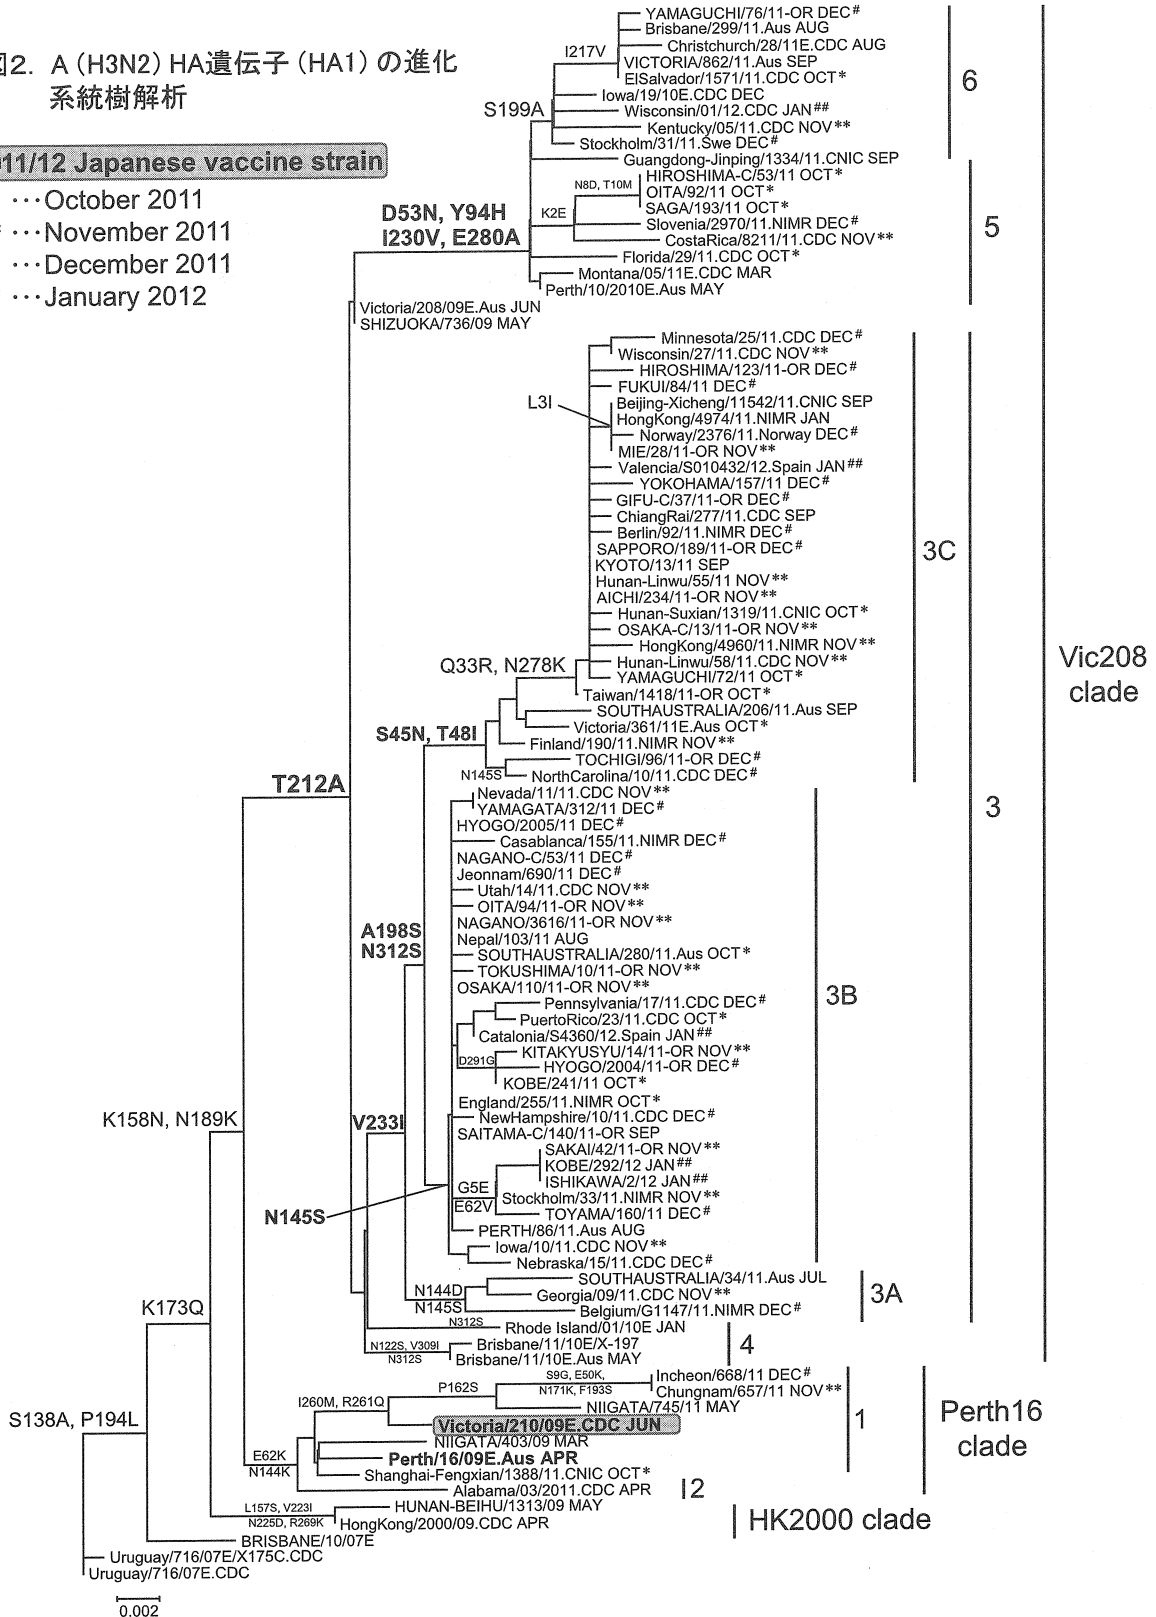 図2. A (H3N2) HA遺伝子 (HA1) の進化
系統樹解析
11/12 Japanese vaccine strain
…October 2011
* …November 2011
…December 2011
…January 2012
YAMAGUCHI/76/11-OR DEC#
Brisbane/299/11.Aus AUG
Christchurch/28/11E.CDC AUG
I217V
VICTORIA/862/11.Aus SEP
ElSalvador/1571/11.CDC OCT*
6
Iowa/19/10E.CDC DEC
S199A
Wisconsin/01/12.CDC JAN##
Kentucky/05/11.CDC NOV**
Stockholm/31/11.Swe DEC#
Guangdong-Jinping/1334/11.CNIC SEP
HIROSHIMA-C/53/11 OCT*
N8D, T10M
OITA/92/11 OCT*
SAGA/193/11 OCT*
K2E
D53N, Y94H
I230V, E280A
Slovenia/2970/11.NIMR DEC#
5
CostaRica/8211/11.CDC NOV**
Florida/29/11.CDC OCT*
Montana/05/11E.CDC MAR
Perth/10/2010E.Aus MAY
Victoria/208/09E.Aus JUN
SHIZUOKA/736/09 MAY
Minnesota/25/11.CDC DEC#
Wisconsin/27/11.CDC NOV**
HIROSHIMA/123/11-OR DEC#
FUKUI/84/11 DEC#
L3I
Beijing-Xicheng/11542/11.CNIC SEP
HongKong/4974/11.NIMR JAN
Norway/2376/11.Norway DEC#
MIE/28/11-OR NOV**
Valencia/S010432/12.Spain JAN##
YOKOHAMA/157/11 DEC#
GIFU-C/37/11-OR DEC#
ChiangRai/277/11.CDC SEP
Berlin/92/11.NIMR DEC#
SAPPORO/189/11-OR DEC#
3C
KYOTO/13/11 SEP
Hunan-Linwu/55/11 NOV**
AICHI/234/11-OR NOV**
Hunan-Suxian/1319/11.CNIC OCT*
OSAKA-C/13/11-OR NOV**
HongKong/4960/11.NIMR NOV**
Q33R, N278K
Hunan-Linwu/58/11.CDC NOV**
YAMAGUCHI/72/11 OCT*
Vic208
clade
Taiwan/1418/11-OR OCT*
SOUTHAUSTRALIA/206/11.Aus SEP
Victoria/361/11E.Aus OCT*
S45N, T48I
Finland/190/11.NIMR NOV**
TOCHIGI/96/11-OR DEC#
N145S
NorthCarolina/10/11.CDC DEC#
T212A
Nevada/11/11.CDC NOV**
YAMAGATA/312/11 DEC#
3
HYOGO/2005/11 DEC#
Casablanca/155/11.NIMR DEC#
NAGANO-C/53/11 DEC#
Jeonnam/690/11 DEC#
Utah/14/11.CDC NOV**
OITA/94/11-OR NOV**
NAGANO/3616/11-OR NOV**
A198S
N312S
Nepal/103/11 AUG
SOUTHAUSTRALIA/280/11.Aus OCT*
TOKUSHIMA/10/11-OR NOV**
OSAKA/110/11-OR NOV**
3B
Pennsylvania/17/11.CDC DEC#
PuertoRico/23/11.CDC OCT*
Catalonia/S4360/12.Spain JAN##
KITAKYUSYU/14/11-OR NOV**
D291G
HYOGO/2004/11-OR DEC#
KOBE/241/11 OCT*
England/255/11.NIMR OCT*
K158N, N189K
V233I
NewHampshire/10/11.CDC DEC#
SAITAMA-C/140/11-OR SEP
SAKAI/42/11-OR NOV**
KOBE/292/12 JAN##
ISHIKAWA/2/12 JAN##
G5E
E62V
Stockholm/33/11.NIMR NOV**
N145S
TOYAMA/160/11 DEC#
PERTH/86/11.Aus AUG
Iowa/10/11.CDC NOV**
Nebraska/15/11.CDC DEC#
SOUTHAUSTRALIA/34/11.Aus JUL
N144D
N145S
Georgia/09/11.CDC NOV**
3A
K173Q
Belgium/G1147/11.NIMR DEC#
N312S
Rhode Island/01/10E JAN
N122S, V309I
N312S
Brisbane/11/10E/X-197
4
Brisbane/11/10E.Aus MAY
S9G, E50K,
N171K, F193S
Incheon/668/11 DEC#
P162S
Chungnam/657/11 NOV**
I260M, R261Q
NIIGATA/745/11 MAY
1
Perth16
clade
S138A, P194L
Victoria/210/09E.CDC JUN
NIIGATA/403/09 MAR
E62K
N144K
Perth/16/09E.Aus APR
Shanghai-Fengxian/1388/11.CNIC OCT*
Alabama/03/2011.CDC APR
2
L157S, V223I
N225D, R269K
HUNAN-BEIHU/1313/09 MAY
HongKong/2000/09.CDC APR
HK2000 clade
BRISBANE/10/07E
Uruguay/716/07E/X175C.CDC
Uruguay/716/07E.CDC
0.002